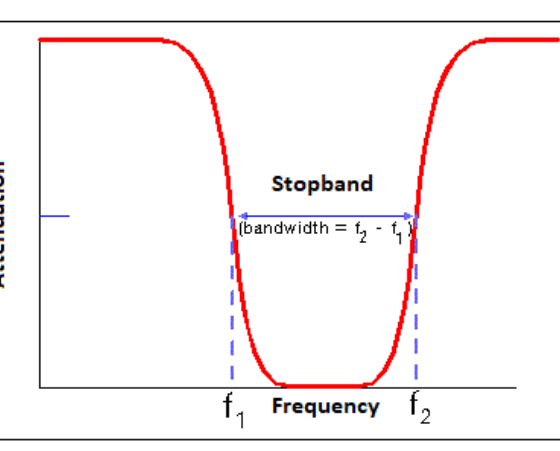 Stopband
(bandwidth = f2 - f1)
f1
Frequency
f2